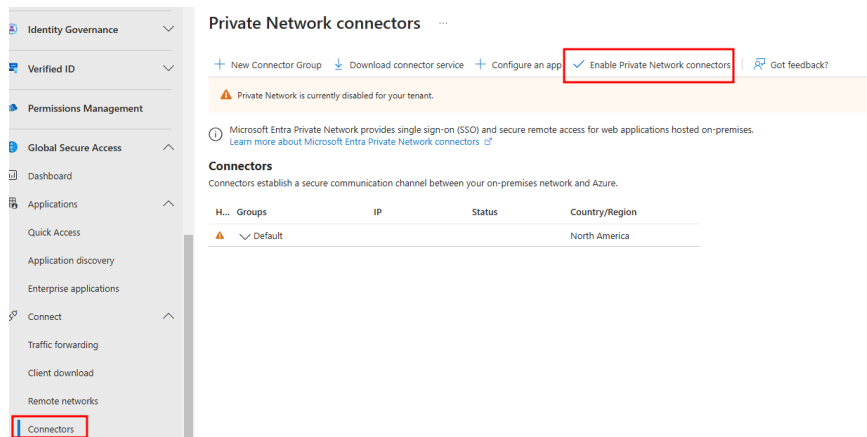 Identity Governance
Verified ID
Permissions Management
Global Secure Access
Dashboard
Applications
Quick Access
Application discovery
Enterprise applications
Connect
Traffic forwarding
Client download
Remote networks
Connectors
Private Network connectors ...
New Connector Group Download connector service Configure an app Enable Private Network connectors Got feedback?
Private Network is currently disabled for your tenant.
Microsoft Entra Private Network provides single sign-on (SSO) and secure remote access for web applications hosted on-premises.
Learn more about Microsoft Entra Private Network connectors
Connectors
Connectors establish a secure communication channel between your on-premises network and Azure.
H... Groups IP Status Country/Region
Default North America